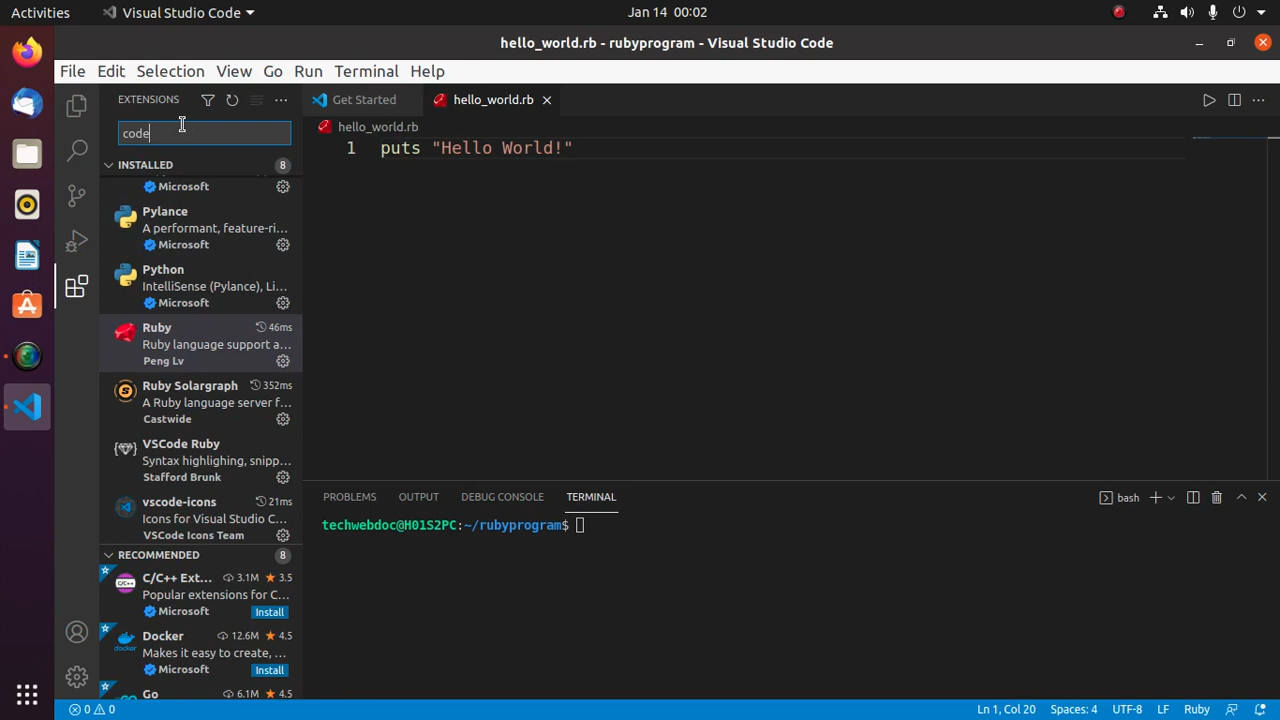 Activities
Visual Studio Code
Jan 14 00:02
hello_world.rb - rubyprogram - Visual Studio Code
File Edit Selection View Go Run Terminal Help
EXTENSIONS
code
INSTALLED 8
Microsoft
Pylance
A performant, feature-ri...
Microsoft
Python
IntelliSense (Pylance), Li...
Microsoft
Ruby 46ms
Ruby language support a...
Peng Lv
Ruby Solargraph 352ms
A Ruby language server f...
Castwide
VSCode Ruby
Syntax highlighing, snipp...
Stafford Brunk
vscode-icons 21ms
Icons for Visual Studio C...
VSCode Icons Team
RECOMMENDED 8
C/C++ Ext... 3.1M 3.5
C/C++
Popular extensions for C...
Microsoft Install
Docker 12.6M 4.5
docker
Makes it easy to create, ...
Microsoft Install
Go 6.1M 4.5
Get Started hello_world.rb
hello_world.rb
1 puts "Hello World!"
PROBLEMS OUTPUT DEBUG CONSOLE TERMINAL
bash
techwebdoc@H01S2PC:~/rubyprogram$
0 0
Ln 1, Col 20 Spaces: 4 UTF-8 LF Ruby